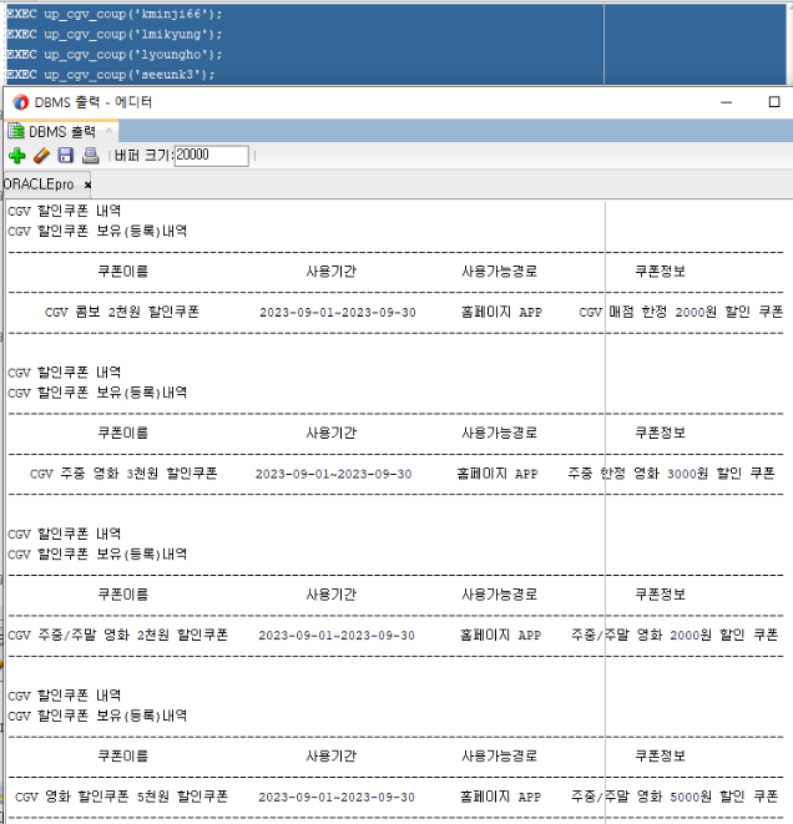 EXEC up_cgv_coup('kminji66');
EXEC up_cgv_coup('lmikyung');
EXEC up_cgv_coup('lyoungho');
EXEC up_cgv_coup('seeunk3');
DBMS 출력 - 에디터
DBMS 출력
버퍼 크기: 20000
ORACLEpro
CGV 할인쿠폰 내역
CGV 할인쿠폰 보유(등록)내역
쿠폰이름 사용기간 사용가능경로 쿠폰정보
CGV 콤보 2천원 할인쿠폰 2023-09-01~2023-09-30 홈페이지 APP CGV 매점 한정 2000원 할인 쿠폰
CGV 할인쿠폰 내역
CGV 할인쿠폰 보유(등록)내역
쿠폰이름 사용기간 사용가능경로 쿠폰정보
CGV 주중 영화 3천원 할인쿠폰 2023-09-01~2023-09-30 홈페이지 APP 주중 한정 영화 3000원 할인 쿠폰
CGV 할인쿠폰 내역
CGV 할인쿠폰 보유(등록)내역
쿠폰이름 사용기간 사용가능경로 쿠폰정보
CGV 주중/주말 영화 2천원 할인쿠폰 2023-09-01~2023-09-30 홈페이지 APP 주중/주말 영화 2000원 할인 쿠폰
CGV 할인쿠폰 내역
CGV 할인쿠폰 보유(등록)내역
쿠폰이름 사용기간 사용가능경로 쿠폰정보
CGV 영화 할인쿠폰 5천원 할인쿠폰 2023-09-01~2023-09-30 홈페이지 APP 주중/주말 영화 5000원 할인 쿠폰